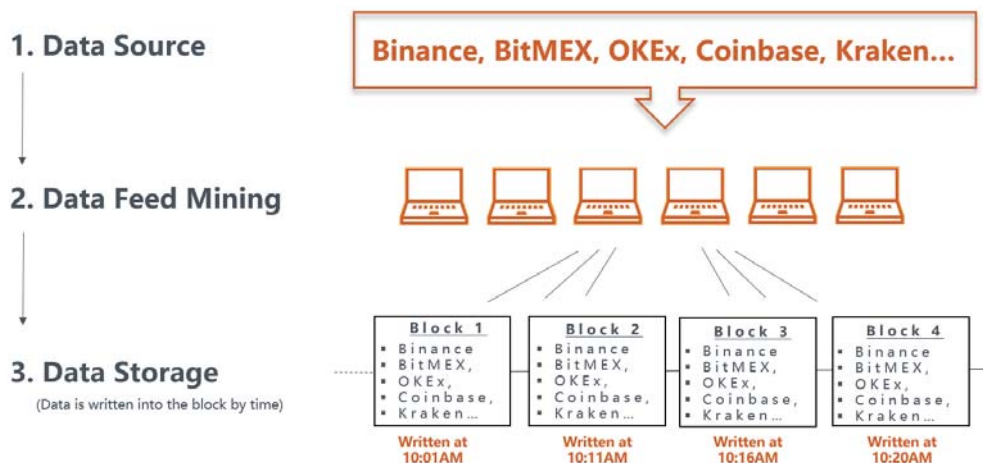 1. Data Source
Binance, BitMEX, OKEx, Coinbase, Kraken...
2. Data Feed Mining
3. Data Storage
(Data is written into the block by time)
Block 1
▪ Binance
▪ BitMEX,
▪ OKEx,
▪ Coinbase,
▪ Kraken...
Written at
10:01AM
Block 2
▪ Binance
▪ BitMEX,
▪ OKEx,
▪ Coinbase,
▪ Kraken...
Written at
10:11AM
Block 3
▪ Binance
▪ BitMEX,
▪ OKEx,
▪ Coinbase,
▪ Kraken...
Written at
10:16AM
Block 4
▪ Binance
▪ BitMEX,
▪ OKEx,
▪ Coinbase,
▪ Kraken...
Written at
10:20AM